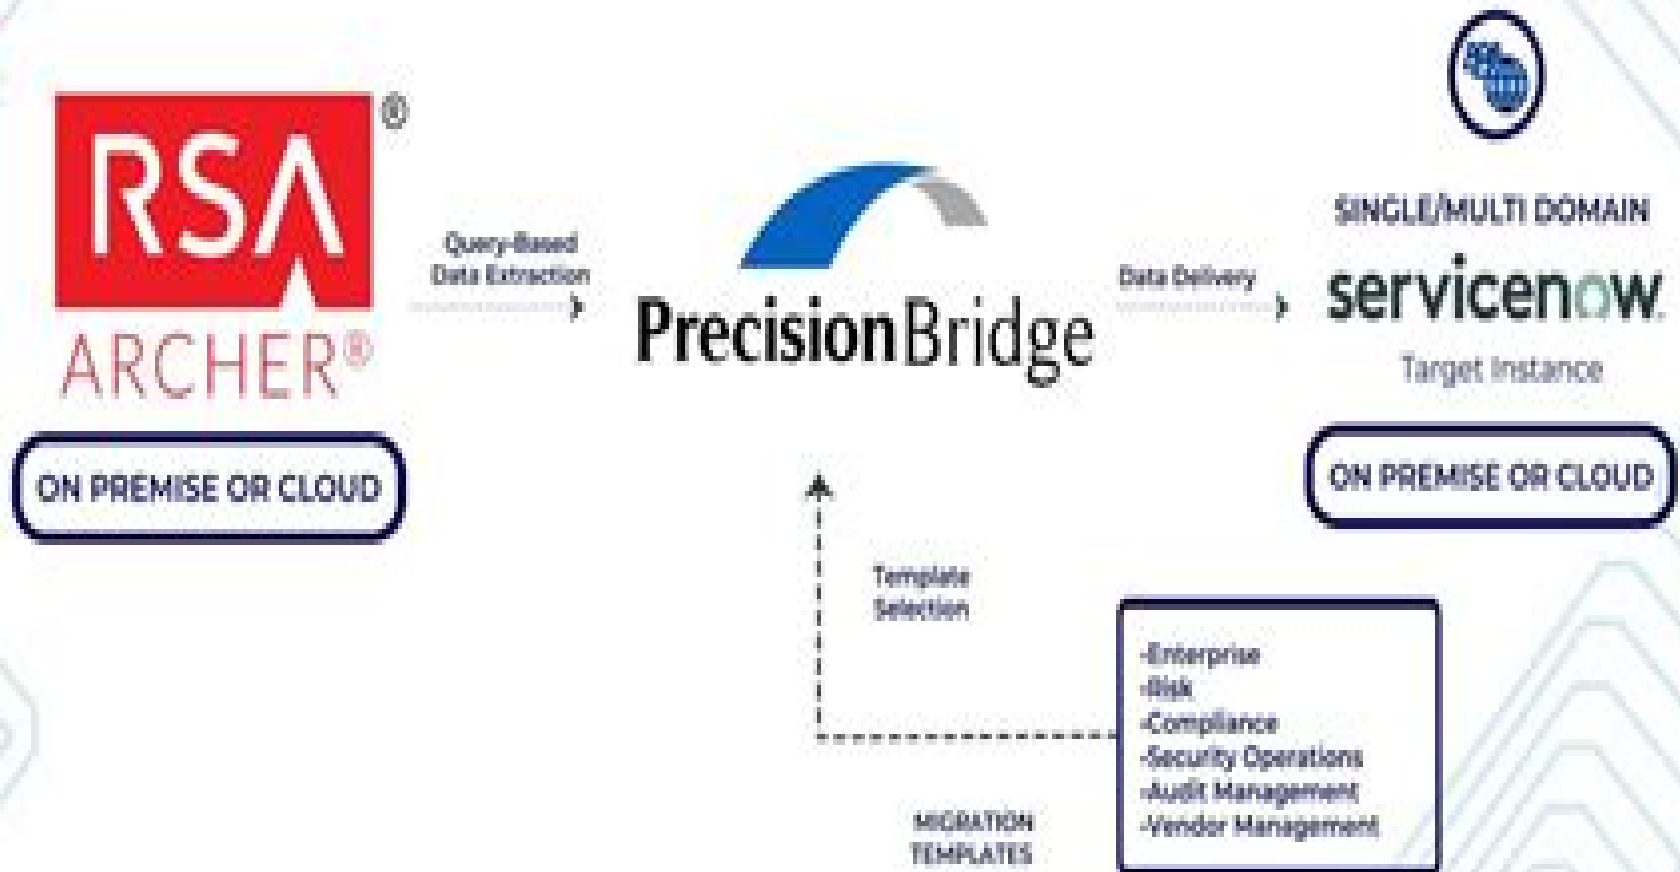 RSA®
ARCHER®
ON PREMISE OR CLOUD
Query-Based
Data Extraction
PrecisionBridge
Data Delivery
SINGLE/MULTI DOMAIN
servicenow
Target Instance
ON PREMISE OR CLOUD
Template
Selection
-Enterprise
-Risk
-Compliance
-Security Operations
-Audit Management
-Vendor Management
MIGRATION
TEMPLATES